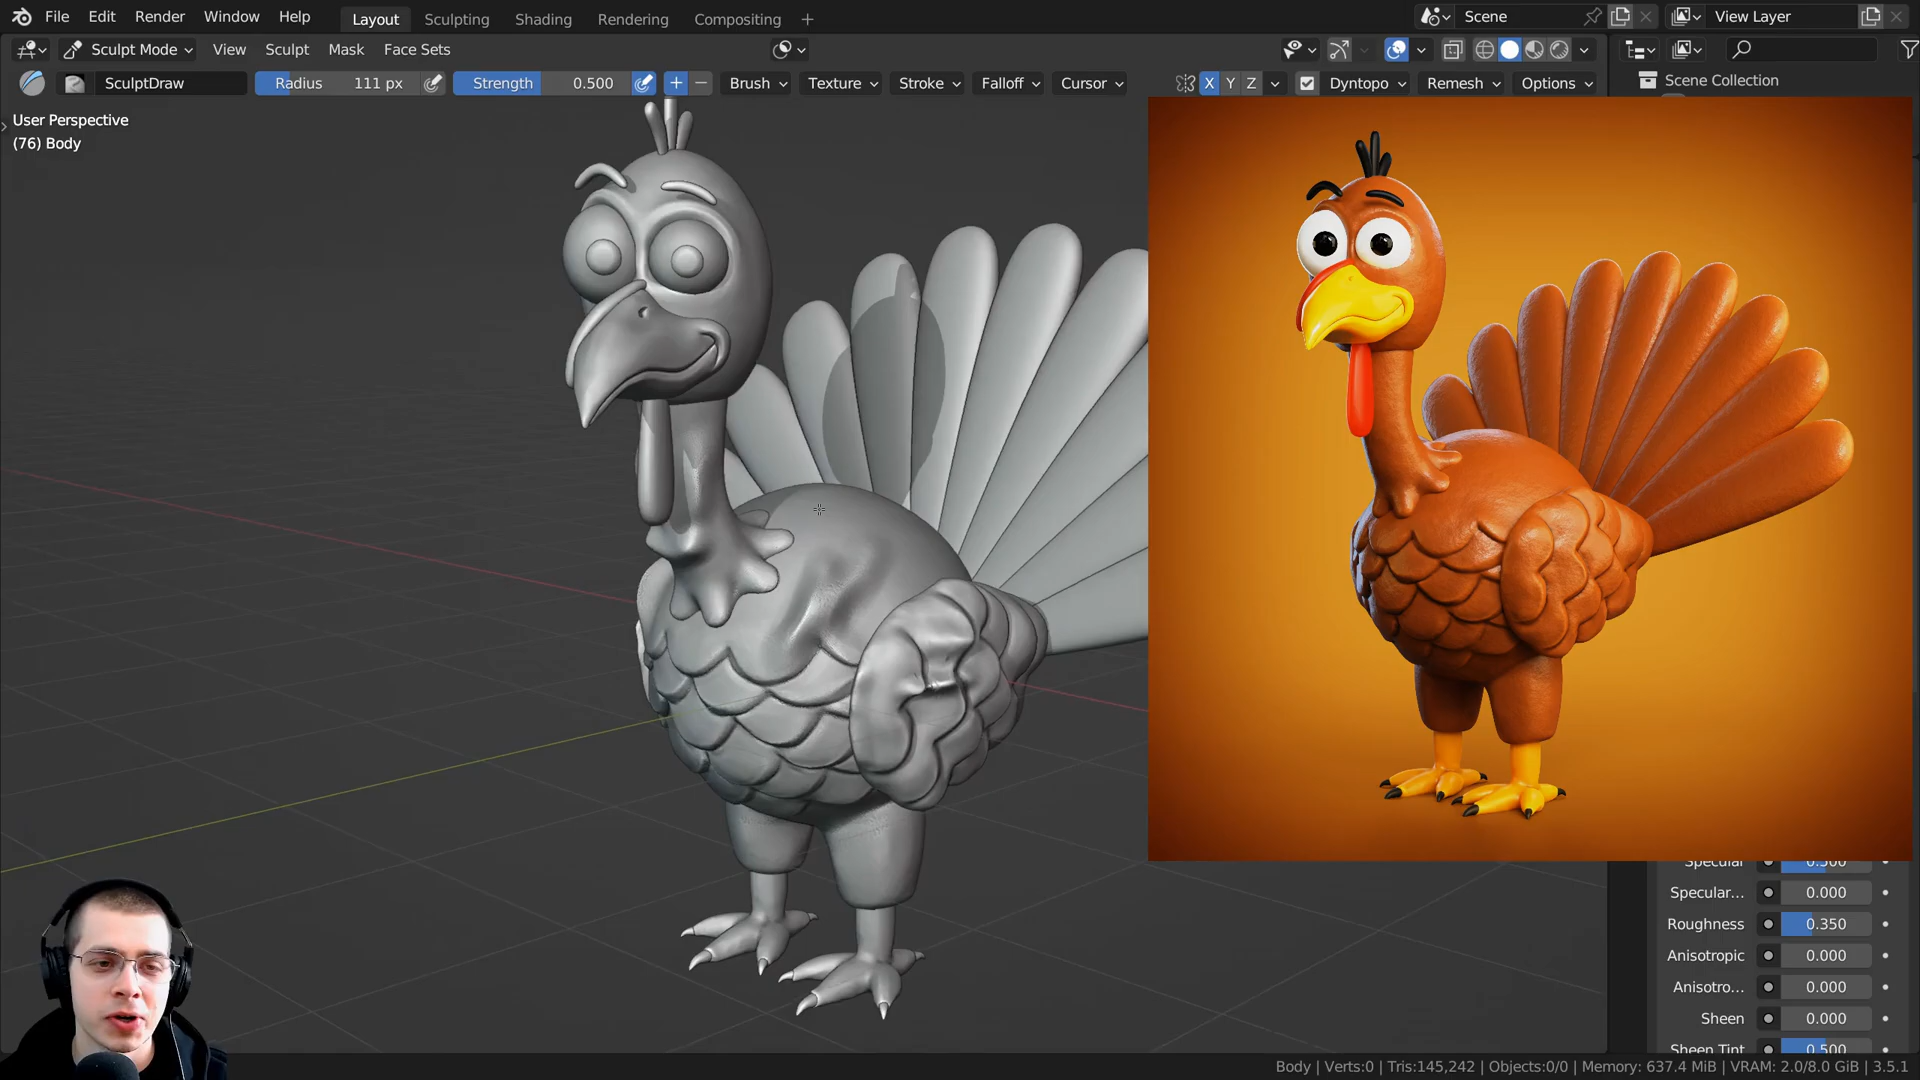 File Edit Render Window Help Layout Sculpting Shading Rendering Compositing + Scene View Layer
Sculpt Mode View Sculpt Mask Face Sets
SculptDraw Radius 111 px Strength 0.500 + − Brush Texture Stroke Falloff Cursor X Y Z Dyntopo Remesh Options Scene Collection
User Perspective
(76) Body
Specular 0.500
Specular... 0.000
Roughness 0.350
Anisotropic 0.000
Anisotro... 0.000
Sheen 0.000
Sheen Tint 0.500
Body | Verts:0 | Tris:145,242 | Objects:0/0 | Memory: 637.4 MiB | VRAM: 2.0/8.0 GiB | 3.5.1